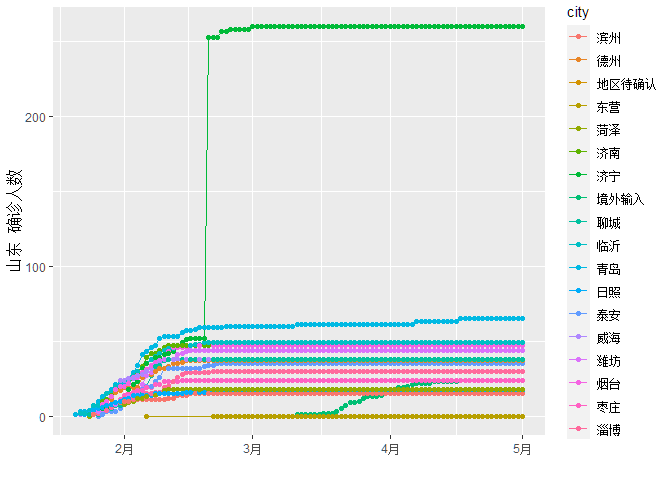 city
滨州
德州
地区待确认
东营
菏泽
济南
济宁
境外输入
聊城
临沂
青岛
日照
泰安
威海
潍坊
烟台
枣庄
淄博
山东 确诊人数
200
100
0
2月 3月 4月 5月